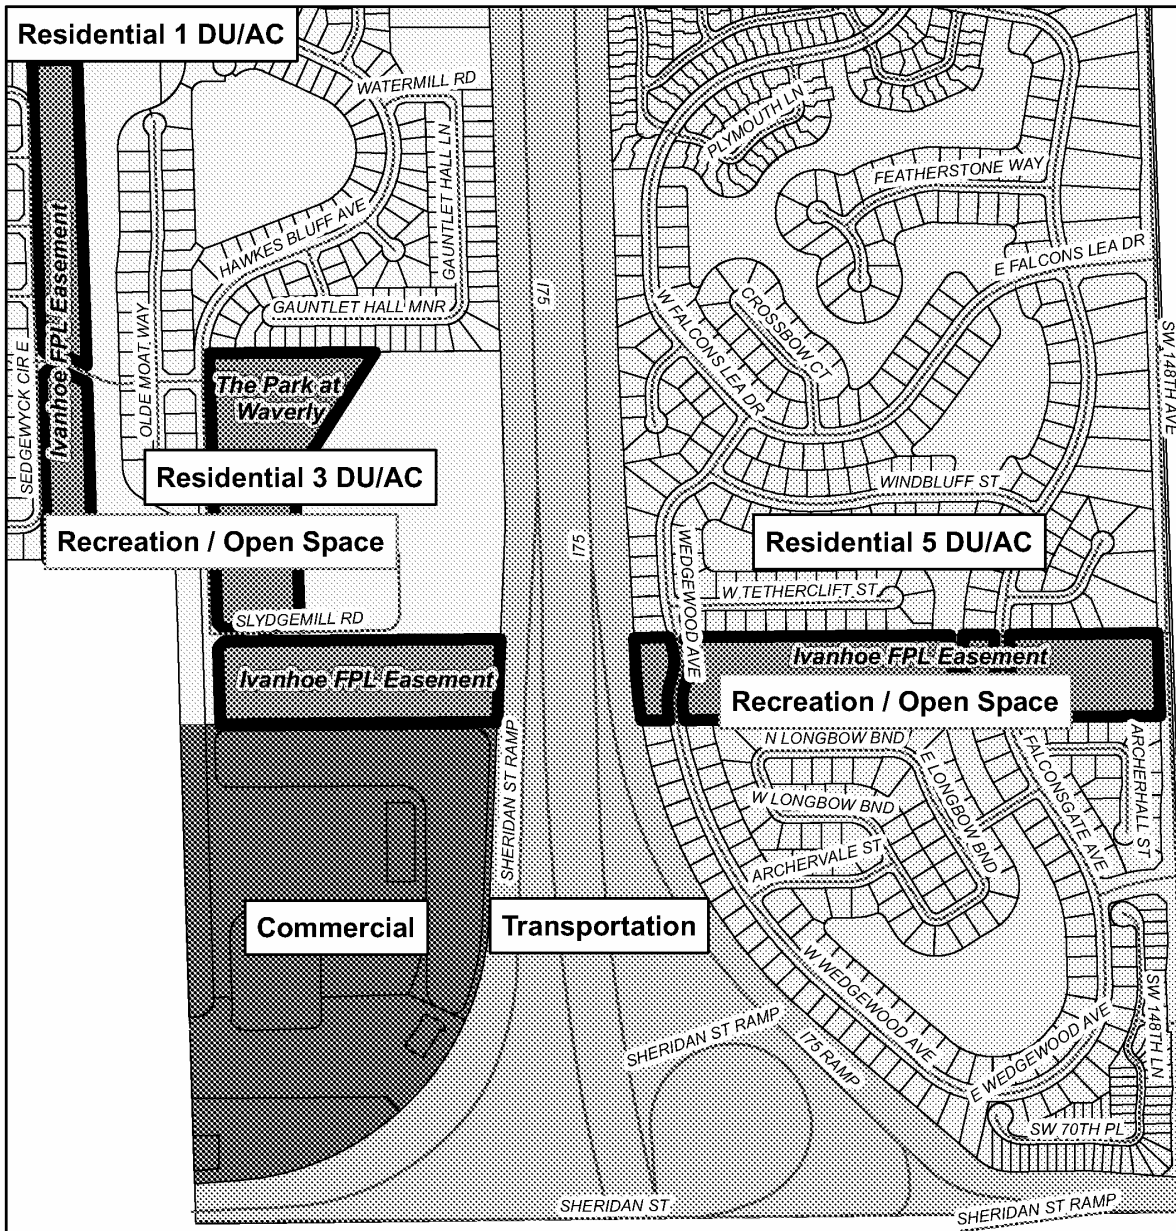 Residential 1 DU/AC
WATERMILL RD
PLYMOUTH LN
GAUNTLET HALL LN
FEATHERSTONE WAY
HAWKES BLUFF AVE
E FALCONS LEA DR
I75
GAUNTLET HALL MNR
CROSSBOW CT
W FALCONS LEA DR
SW 148TH AVE
Ivanhoe FPL Easement
OLDE MOAT WAY
SEDGEWYCK CIR E
The Park at
Waverly
Residential 3 DU/AC
WINDBLUFF ST
Recreation / Open Space
I75
WEDGEWOOD AVE
Residential 5 DU/AC
W TETHERCLIFT ST
SLYDGEMILL RD
Ivanhoe FPL Easement
Ivanhoe FPL Easement
Recreation / Open Space
SHERIDAN ST RAMP
N LONGBOW BND
E LONGBOW BND
W LONGBOW BND
FALCONSGATE AVE
ARCHERHALL ST
ARCHERVALE ST
Commercial
Transportation
W WEDGEWOOD AVE
SW 148TH LN
SHERIDAN ST RAMP
I75 RAMP
E WEDGEWOOD AVE
SW 70TH PL
SHERIDAN ST
SHERIDAN ST RAMP